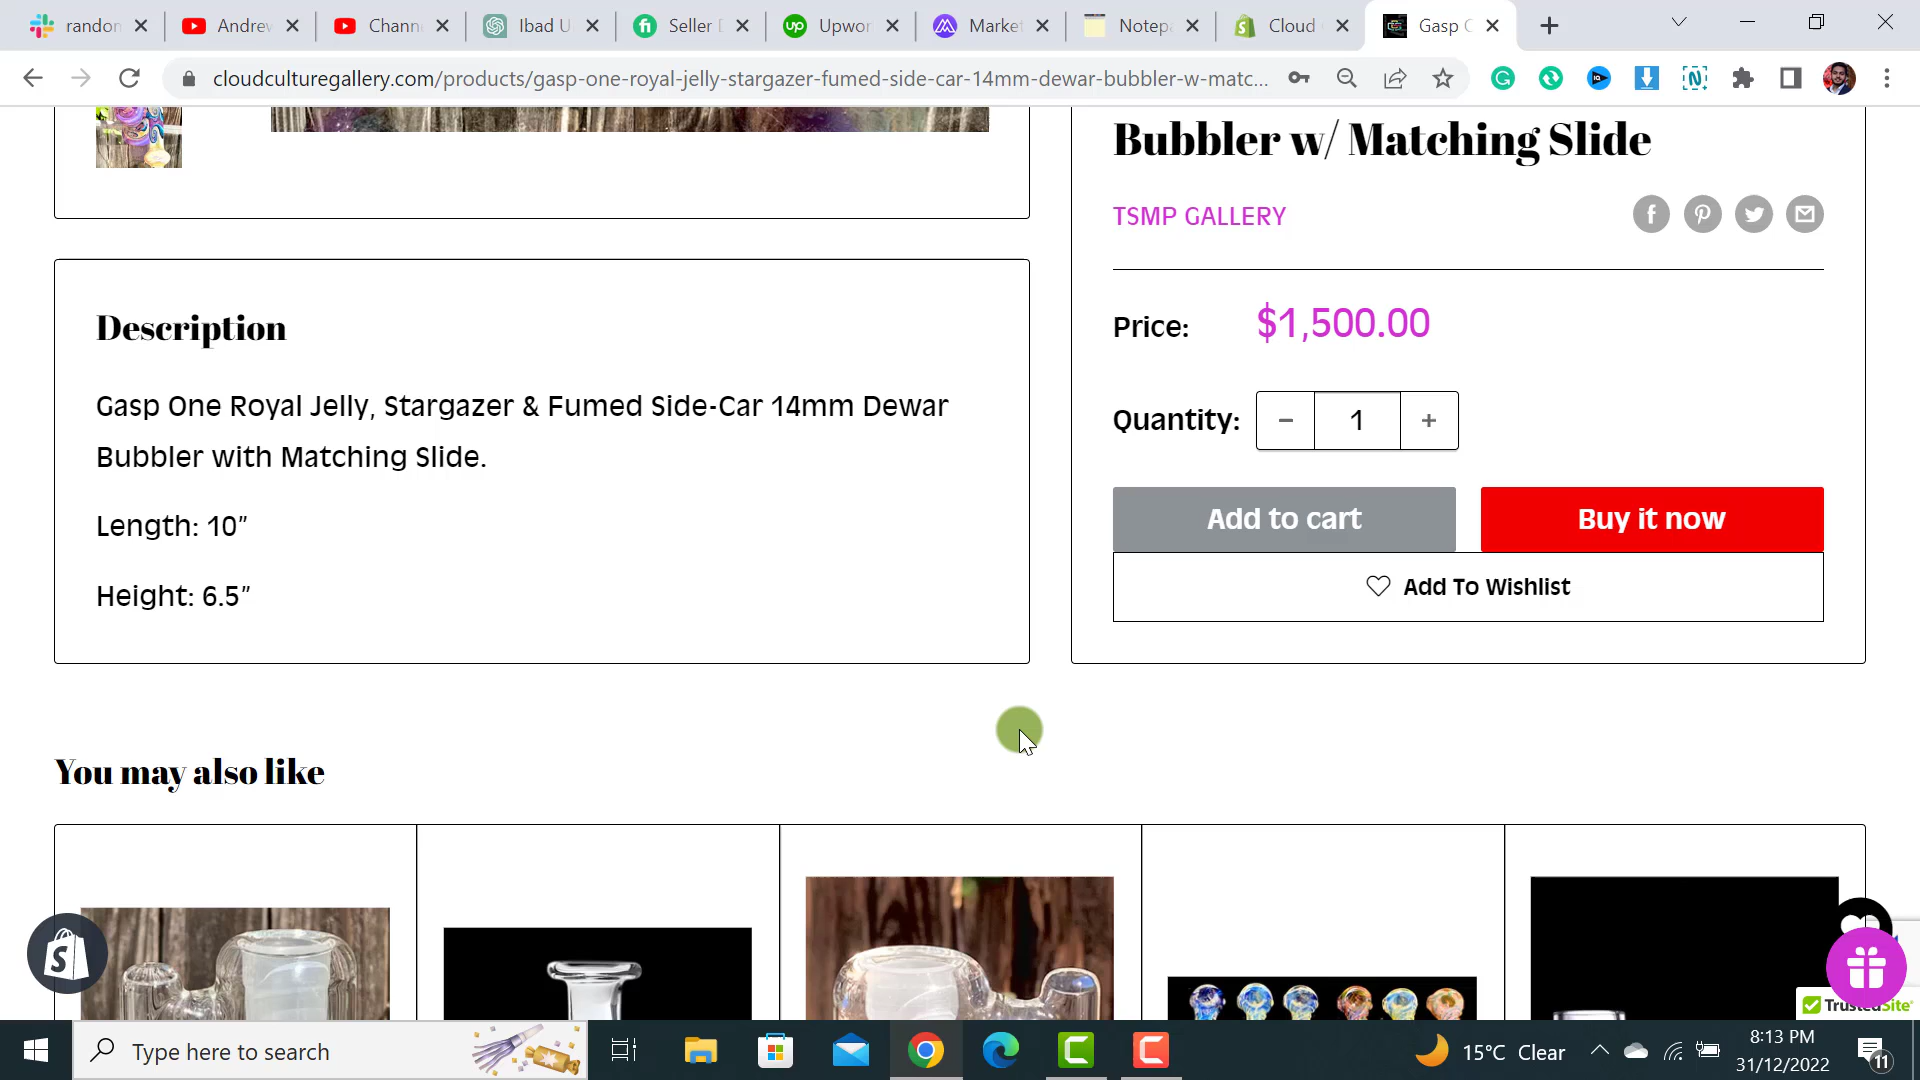 randon
Andrew
Chann
Ibad U
Seller D
Upwor
Market
Notepa
Cloud
Gasp O
cloudculturegallery.com/products/gasp-one-royal-jelly-stargazer-fumed-side-car-14mm-dewar-bubbler-w-matc...
Bubbler w/ Matching Slide
TSMP GALLERY
Price: $1,500.00
Quantity: − 1 +
Add to cart
Buy it now
Add To Wishlist
Description
Gasp One Royal Jelly, Stargazer & Fumed Side-Car 14mm Dewar
Bubbler with Matching Slide.
Length: 10”
Height: 6.5”
You may also like
TrustedSite
Type here to search
15°C Clear
8:13 PM
31/12/2022
11